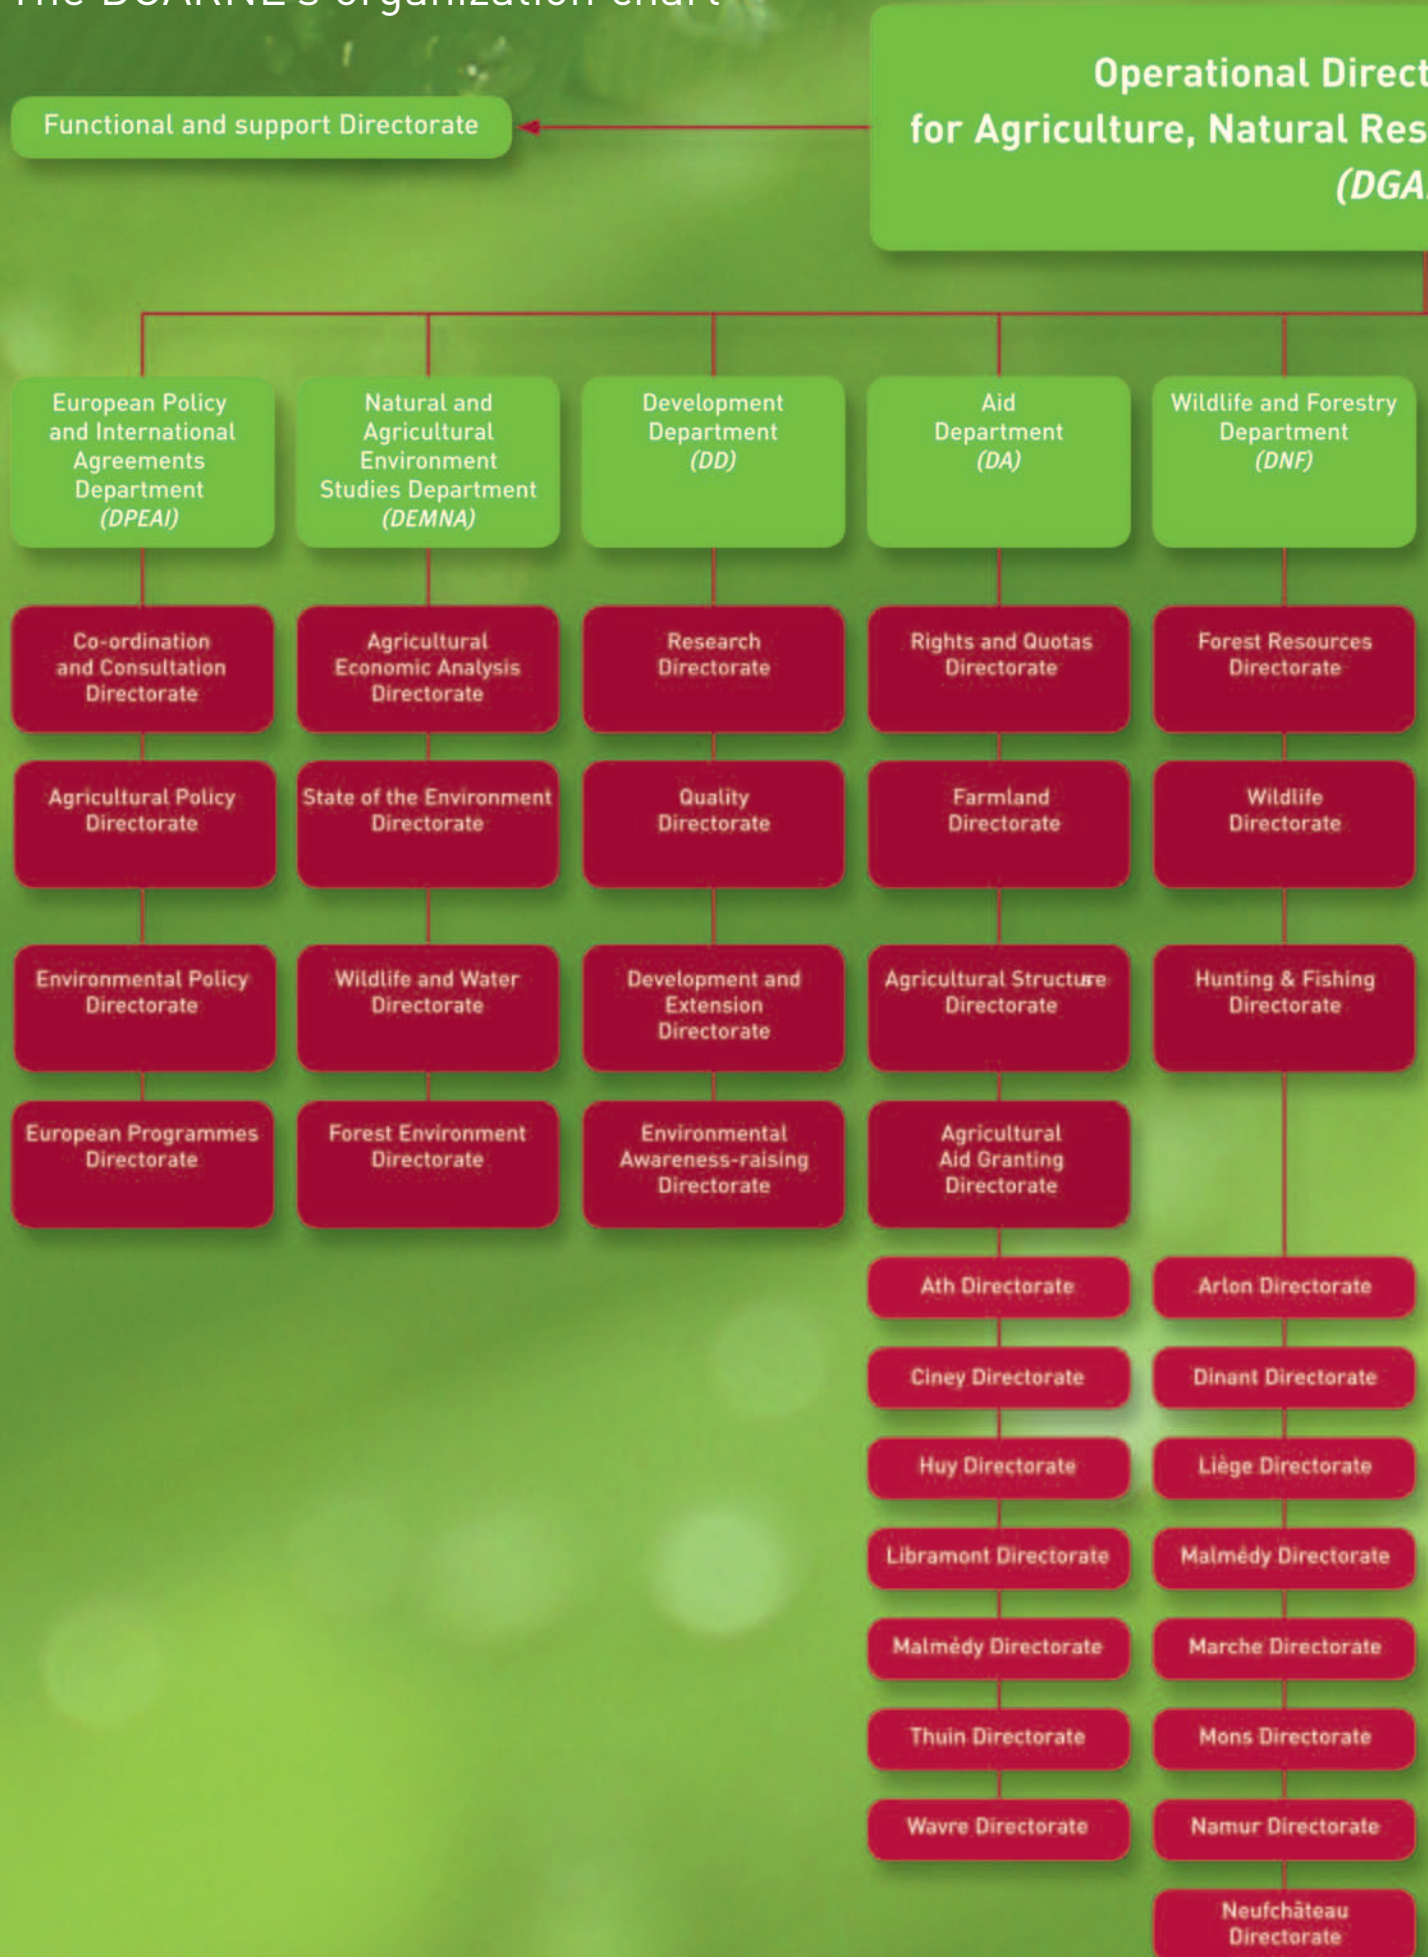 The DGARNE's organization chart
Operational Direct
for Agriculture, Natural Res
(DGA
Functional and support Directorate
European Policy
and International
Agreements
Department
(DPEAI)
Co-ordination
and Consultation
Directorate
Agricultural Policy
Directorate
Environmental Policy
Directorate
European Programmes
Directorate
Natural and
Agricultural
Environment
Studies Department
(DEMNA)
Agricultural
Economic Analysis
Directorate
State of the Environment
Directorate
Wildlife and Water
Directorate
Forest Environment
Directorate
Development
Department
(DD)
Research
Directorate
Quality
Directorate
Development and
Extension
Directorate
Environmental
Awareness-raising
Directorate
Aid
Department
(DA)
Rights and Quotas
Directorate
Farmland
Directorate
Agricultural Structure
Directorate
Agricultural
Aid Granting
Directorate
Ath Directorate
Ciney Directorate
Huy Directorate
Libramont Directorate
Malmédy Directorate
Thuin Directorate
Wavre Directorate
Wildlife and Forestry
Department
(DNF)
Forest Resources
Directorate
Wildlife
Directorate
Hunting & Fishing
Directorate
Arlon Directorate
Dinant Directorate
Liège Directorate
Malmédy Directorate
Marche Directorate
Mons Directorate
Namur Directorate
Neufchâteau
Directorate